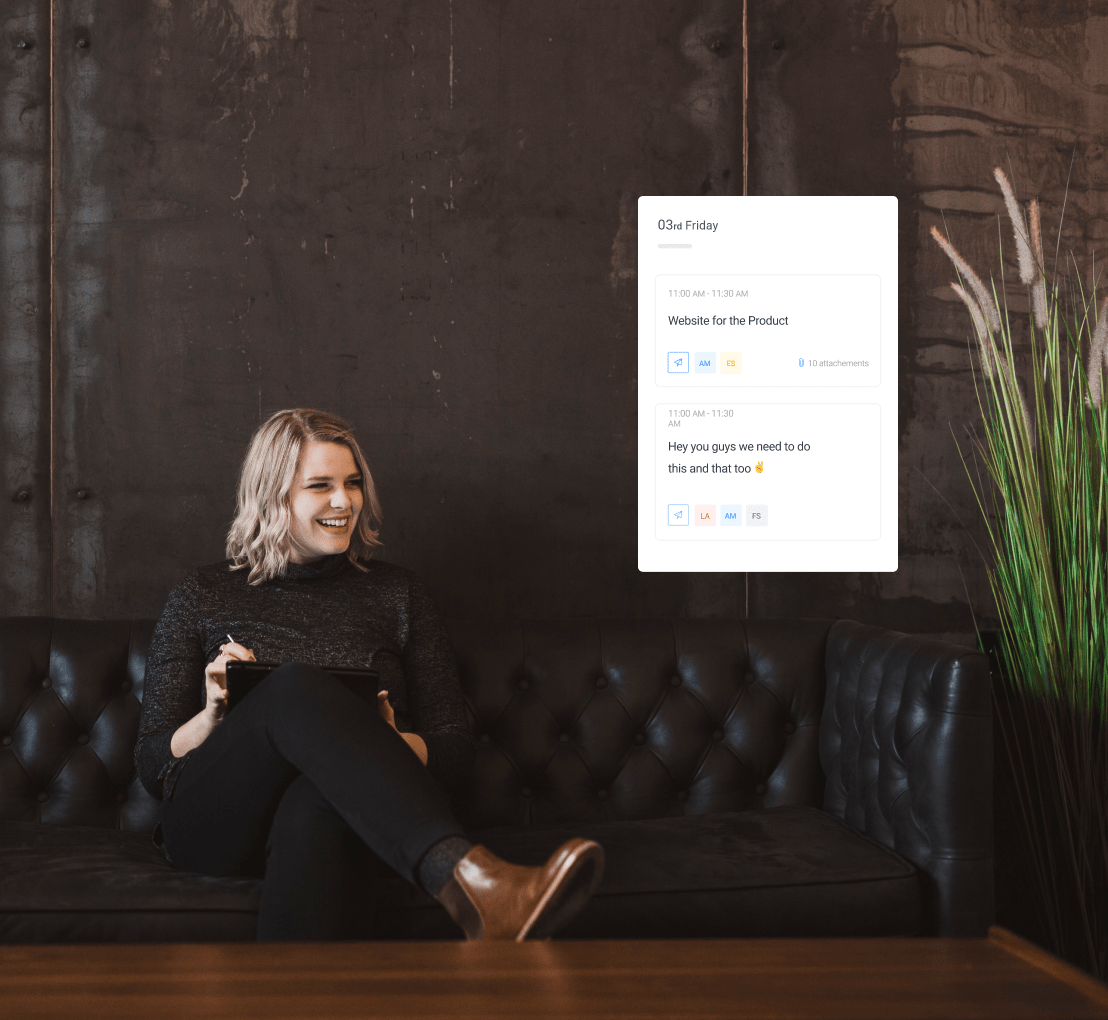 03rd Friday
11:00 AM - 11:30 AM
Website for the Product
AM ES 10 attachements
11:00 AM - 11:30
AM
Hey you guys we need to do
this and that too ✌
LA AM FS